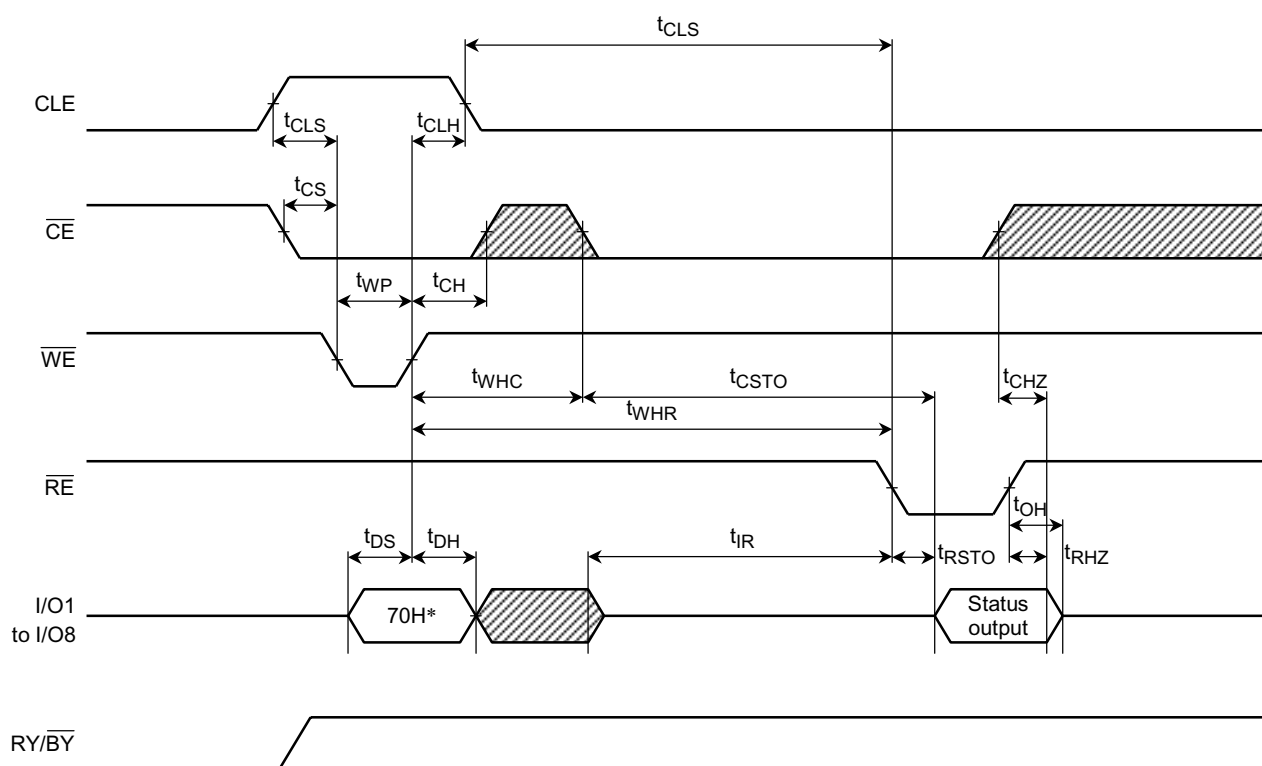 tCLS
CLE
tCLS
tCLH
tCS
CE
tWP
tCH
WE
tWHC
tCSTO
tCHZ
tWHR
RE
tOH
tDS
tDH
tIR
tRSTO
tRHZ
I/O1
to I/O8
70H*
Status
output
RY/BY